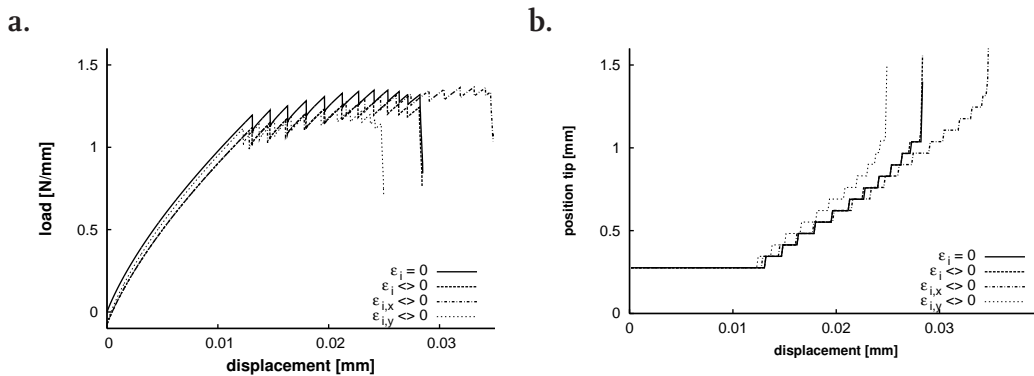 a.
1.5
1
0.5
0
load [N/mm]
0 0.01 0.02 0.03
displacement [mm]
εi = 0
εi <> 0
εi,x <> 0
εi,y <> 0
b.
1.5
1
0.5
0
position tip [mm]
0 0.01 0.02 0.03
displacement [mm]
εi = 0
εi <> 0
εi,x <> 0
εi,y <> 0